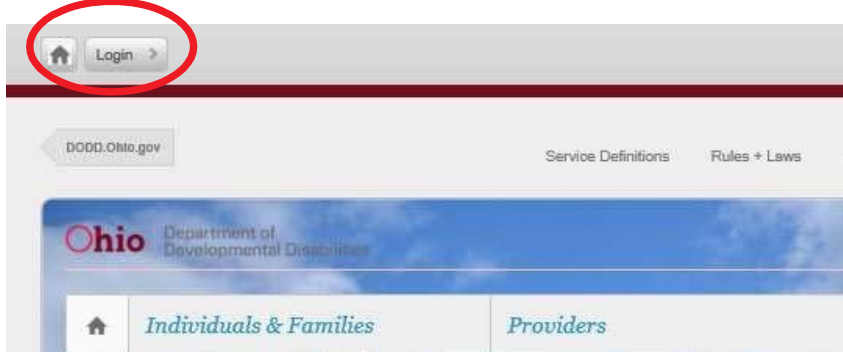 Login >
DODD.Ohio.gov
Service Definitions Rules + Laws
Ohio Department of
Developmental Disabilities
Individuals & Families Providers